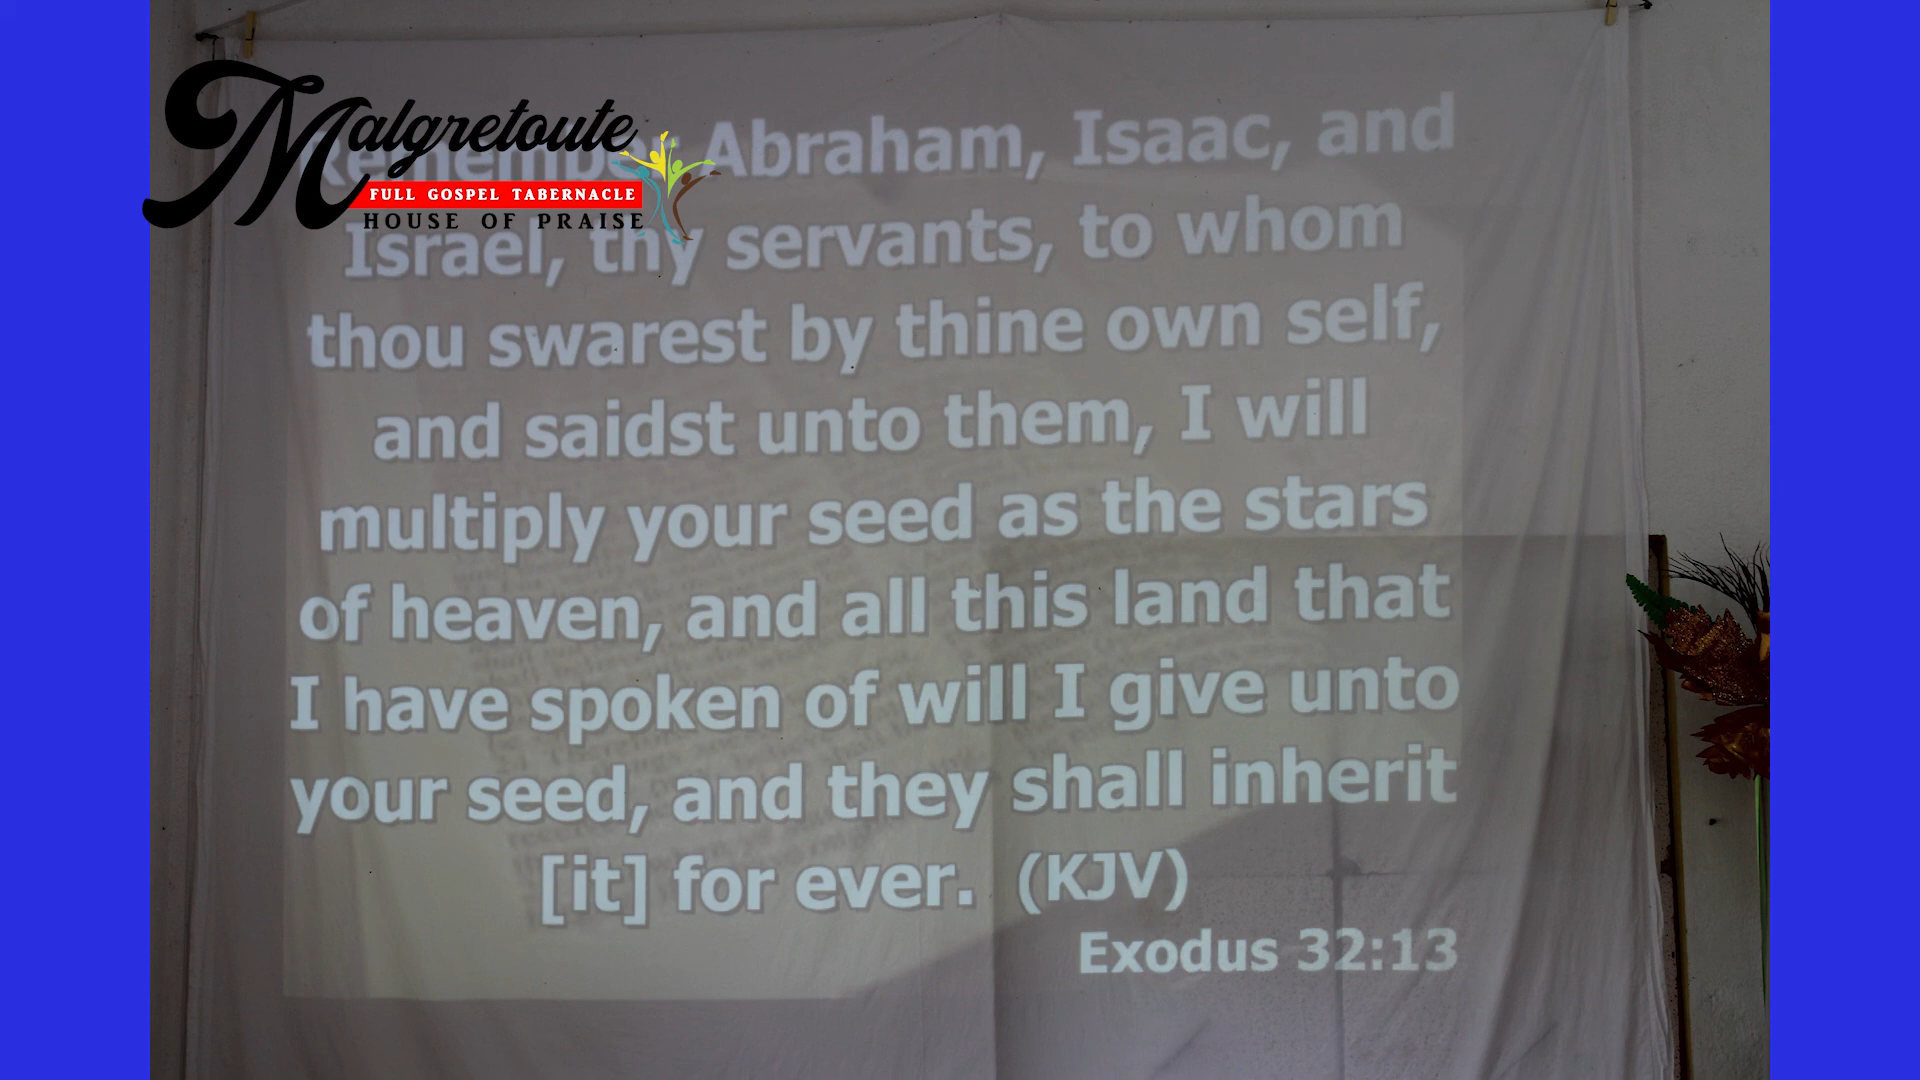 Malgretoute
FULL GOSPEL TABERNACLE
HOUSE OF PRAISE
Remember Abraham, Isaac, and
Israel, thy servants, to whom
thou swarest by thine own self,
and saidst unto them, I will
multiply your seed as the stars
of heaven, and all this land that
I have spoken of will I give unto
your seed, and they shall inherit
[it] for ever. (KJV)
Exodus 32:13